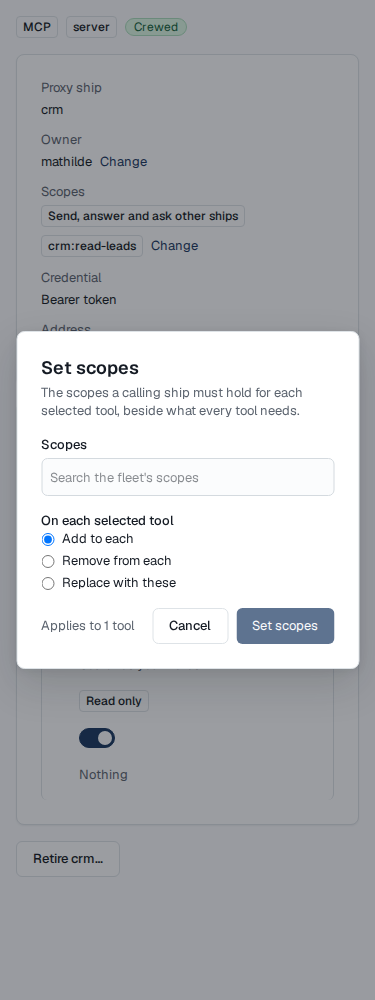 MCP server Crewed
Proxy ship
crm
Owner
mathilde Change
Scopes
Send, answer and ask other ships
crm:read-leads Change
Credential
Bearer token
Address
Set scopes
The scopes a calling ship must hold for each
selected tool, beside what every tool needs.
Scopes
Search the fleet's scopes
On each selected tool
Add to each
Remove from each
Replace with these
Applies to 1 tool Cancel Set scopes
Read only
Nothing
Retire crm...